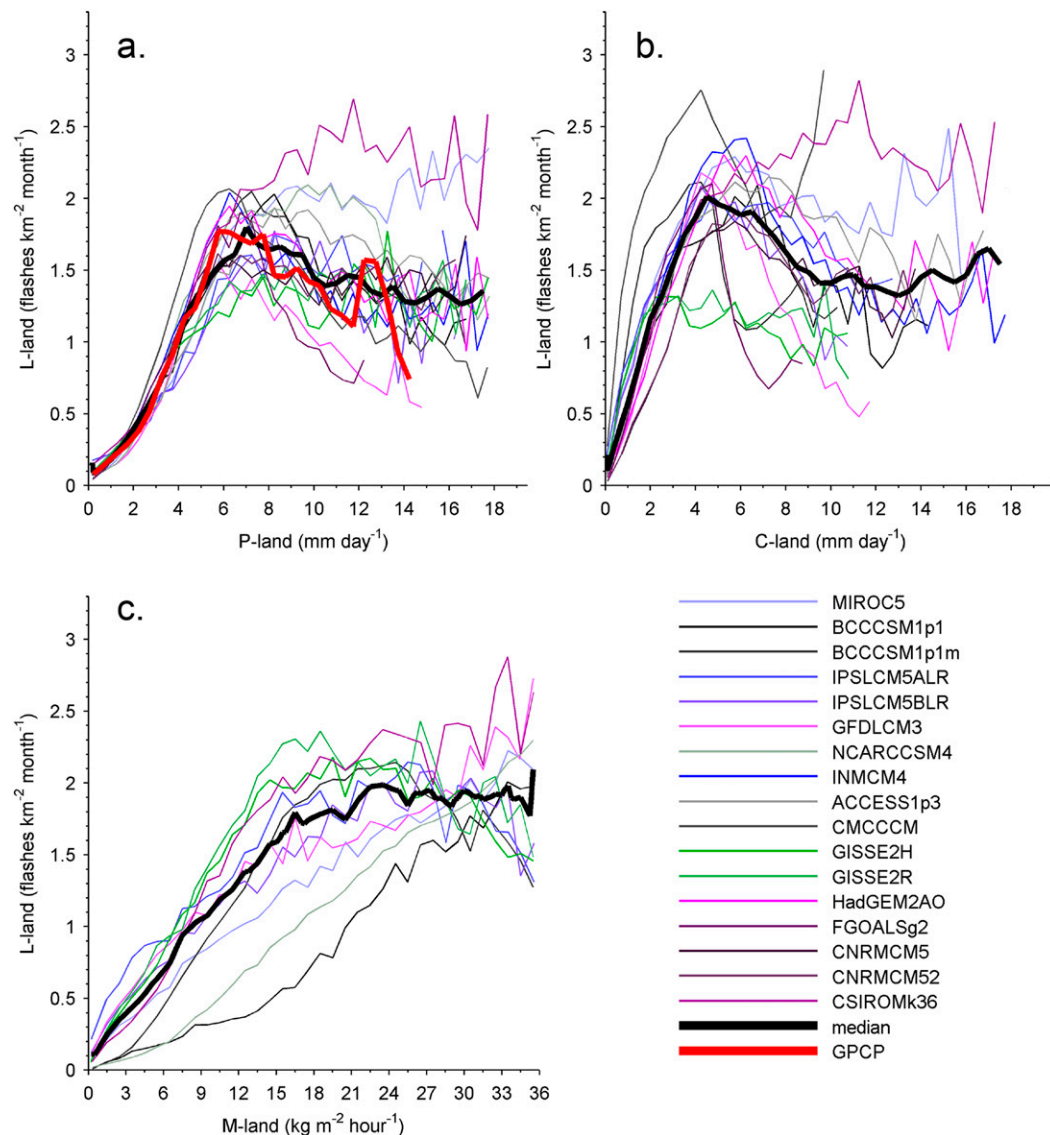 a.
L-land (flashes km⁻² month⁻¹)
3
2.5
2
1.5
1
0.5
0
0 2 4 6 8 10 12 14 16 18
P-land (mm day⁻¹)
b.
L-land (flashes km⁻² month⁻¹)
3
2.5
2
1.5
1
0.5
0
0 2 4 6 8 10 12 14 16 18
C-land (mm day⁻¹)
c.
L-land (flashes km⁻² month⁻¹)
3
2.5
2
1.5
1
0.5
0
0 3 6 9 12 15 18 21 24 27 30 33 36
M-land (kg m⁻² hour⁻¹)
MIROC5
BCCCSM1p1
BCCCSM1p1m
IPSLCM5ALR
IPSLCM5BLR
GFDLCM3
NCARCCSM4
INMCM4
ACCESS1p3
CMCCCM
GISSE2H
GISSE2R
HadGEM2AO
FGOALSg2
CNRMCM5
CNRMCM52
CSIROMk36
median
GPCP